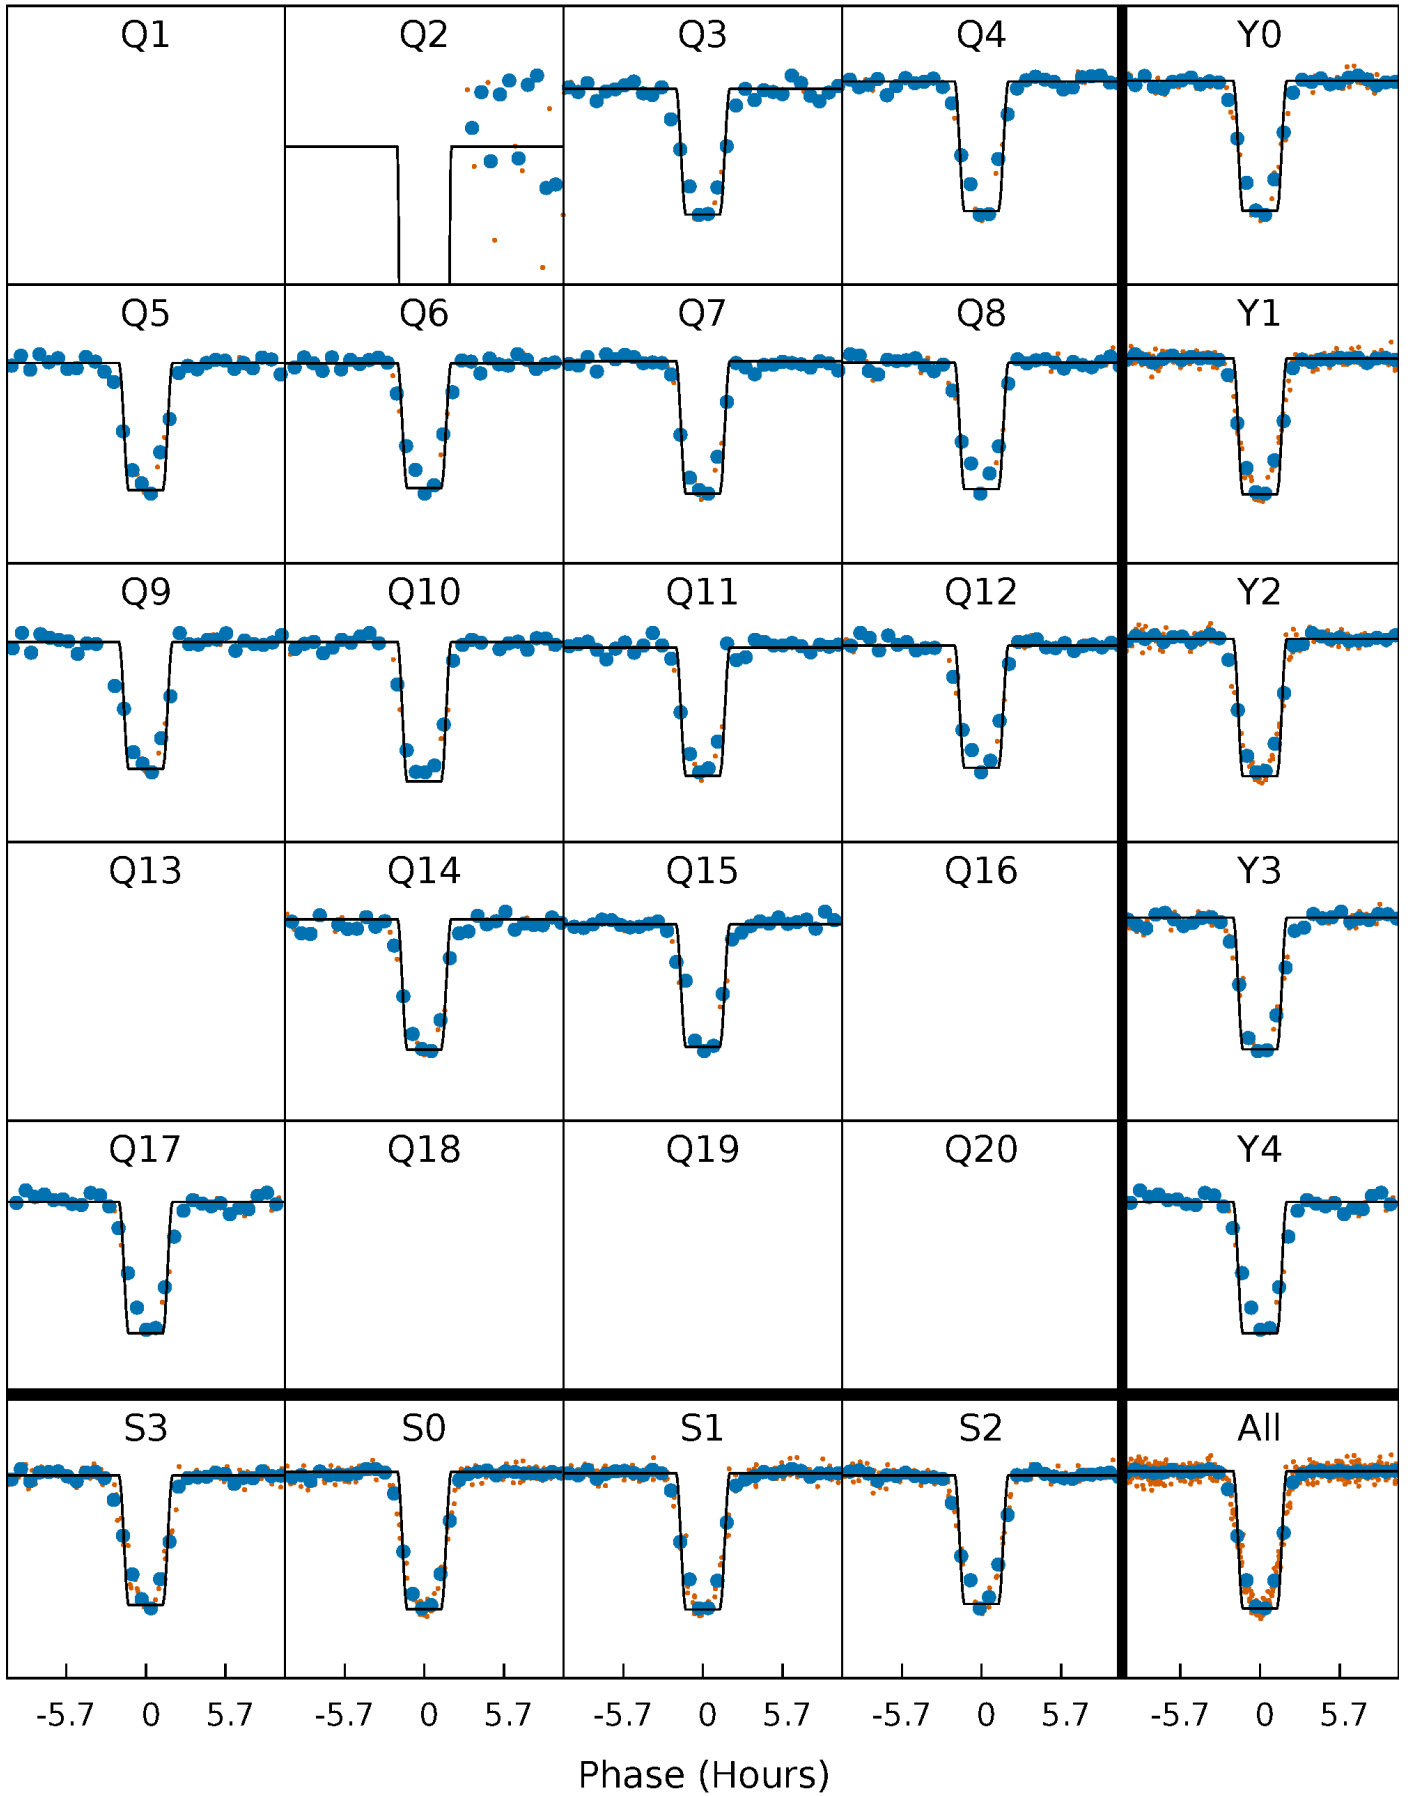 Q1 Q2 Q3 Q4 Y0
Q5 Q6 Q7 Q8 Y1
Q9 Q10 Q11 Q12 Y2
Q13 Q14 Q15 Q16 Y3
Q17 Q18 Q19 Q20 Y4
S3 S0 S1 S2 All
-5.7 0 5.7 -5.7 0 5.7 -5.7 0 5.7 -5.7 0 5.7 -5.7 0 5.7
Phase (Hours)